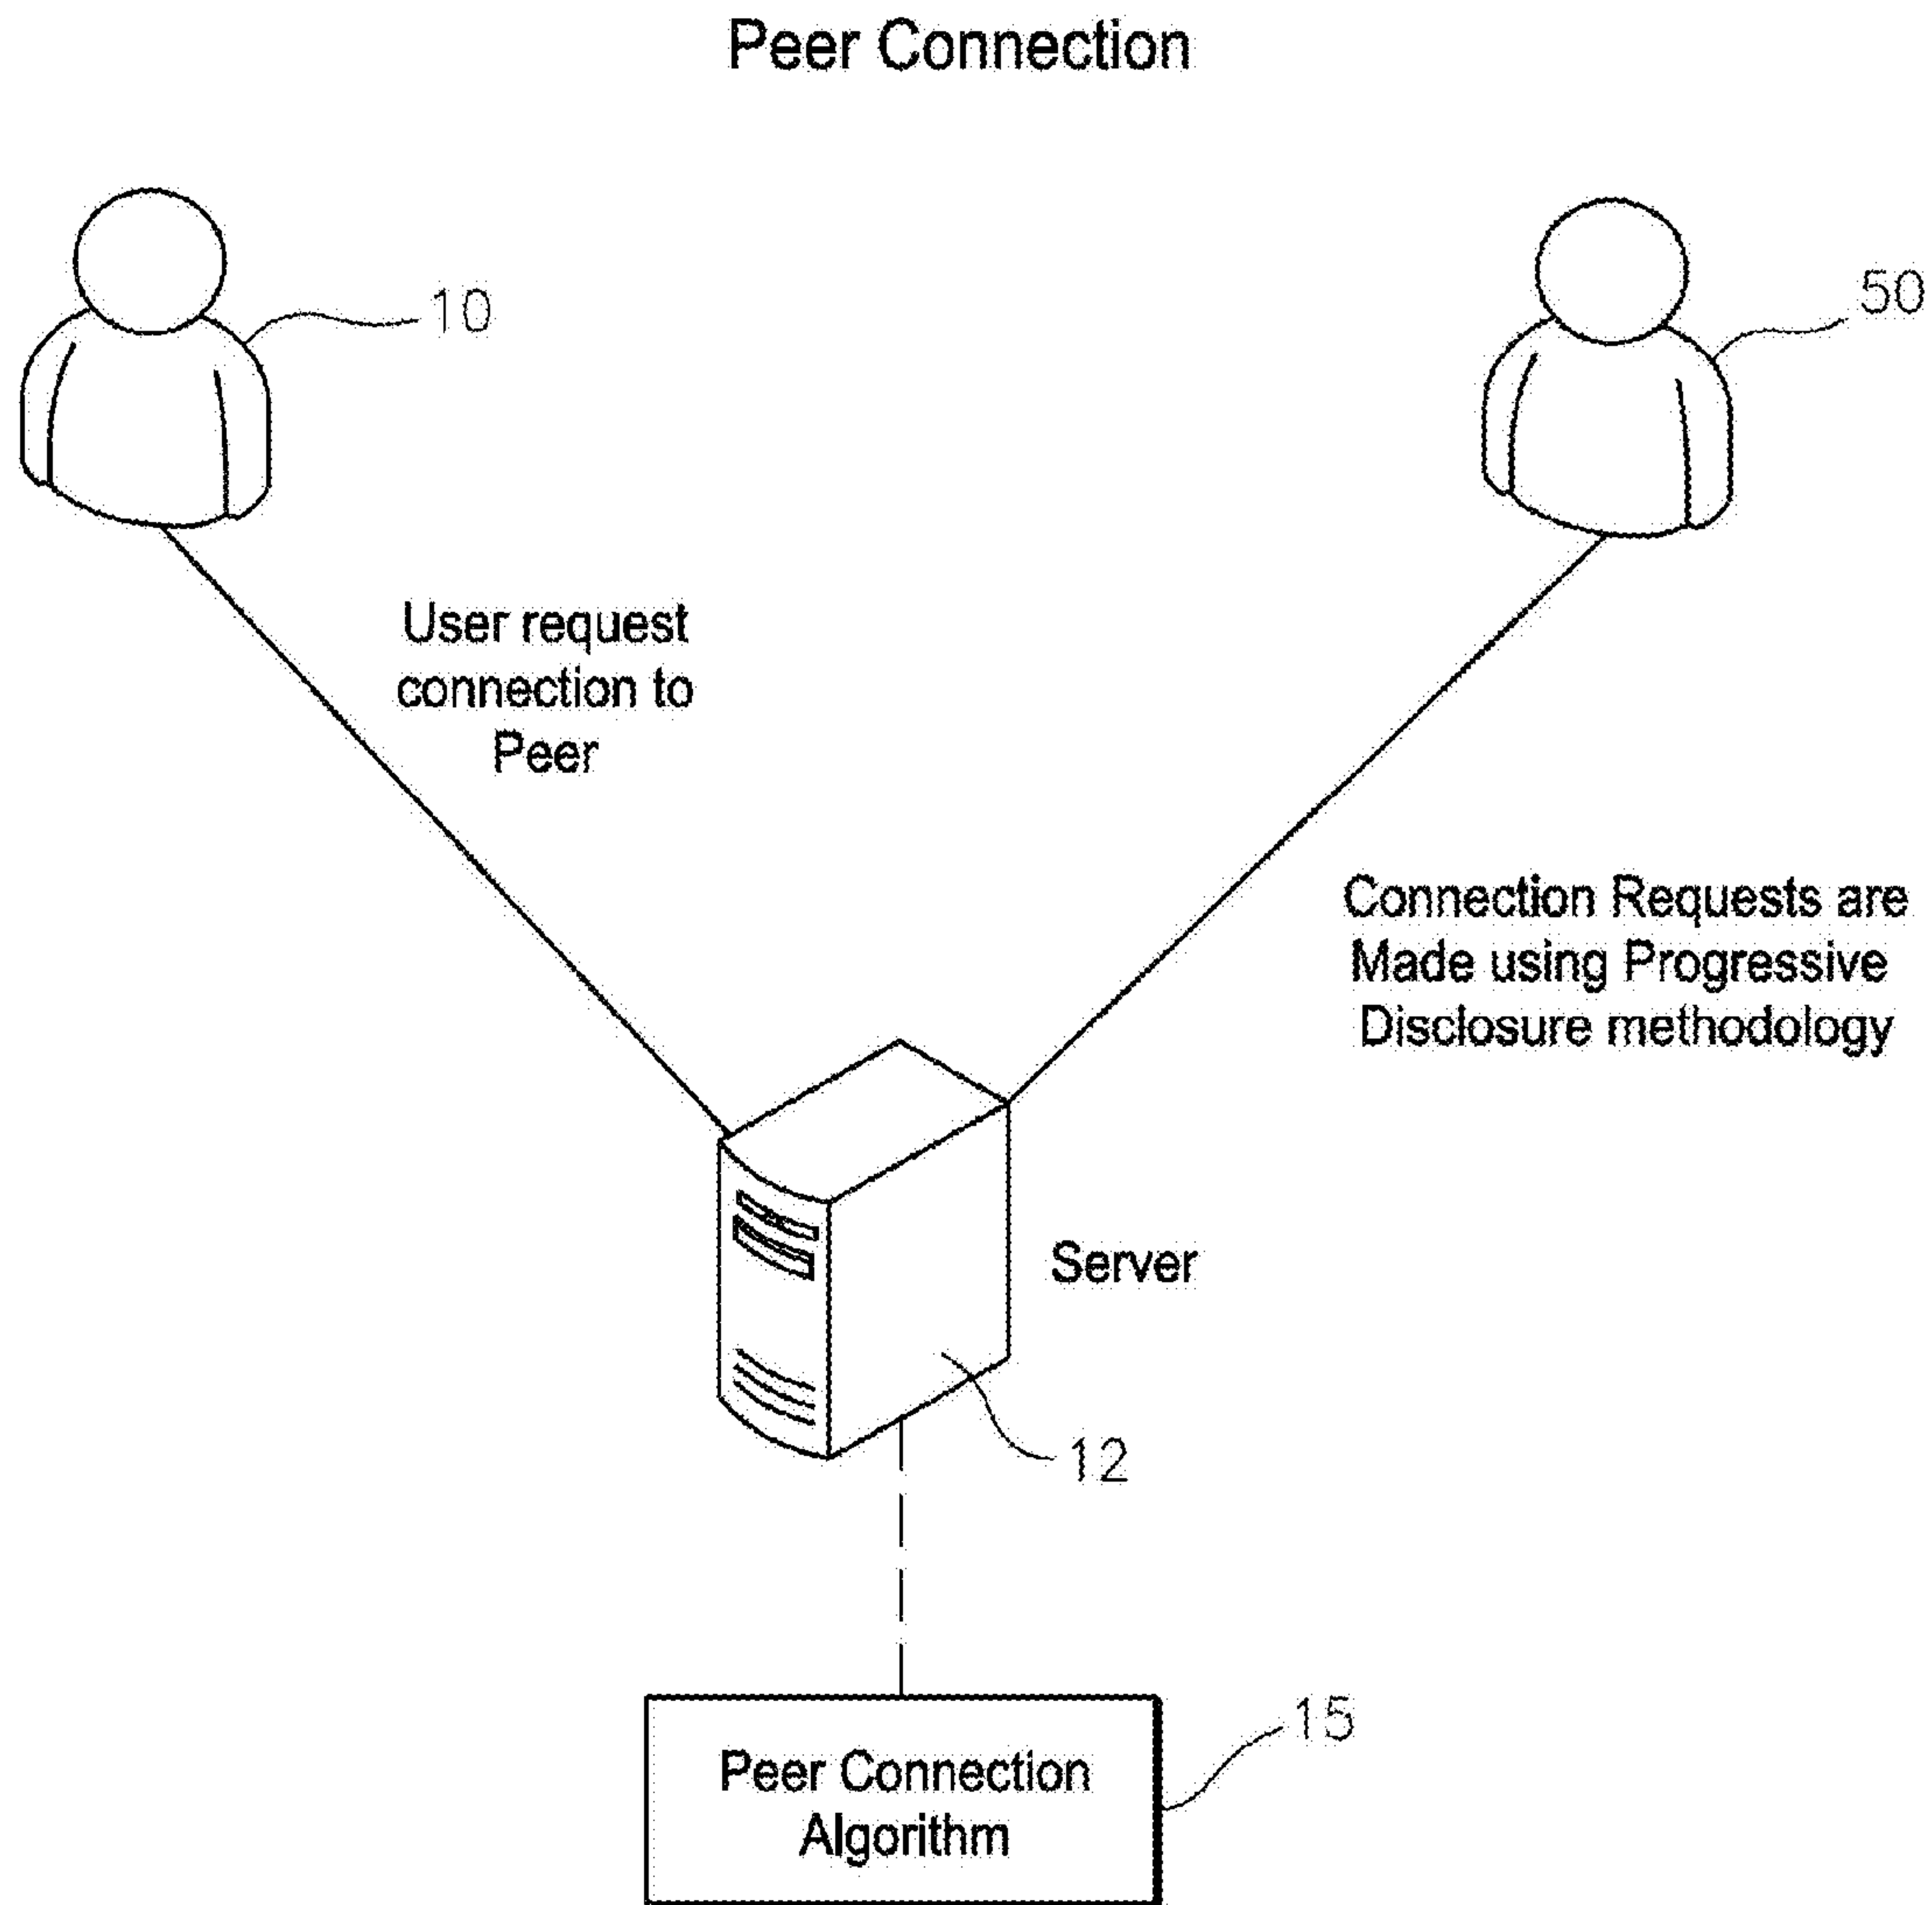 Peer Connection
10
50
User request
connection to
Peer
Connection Requests are
Made using Progressive
Disclosure methodology
Server
12
15
Peer Connection
Algorithm